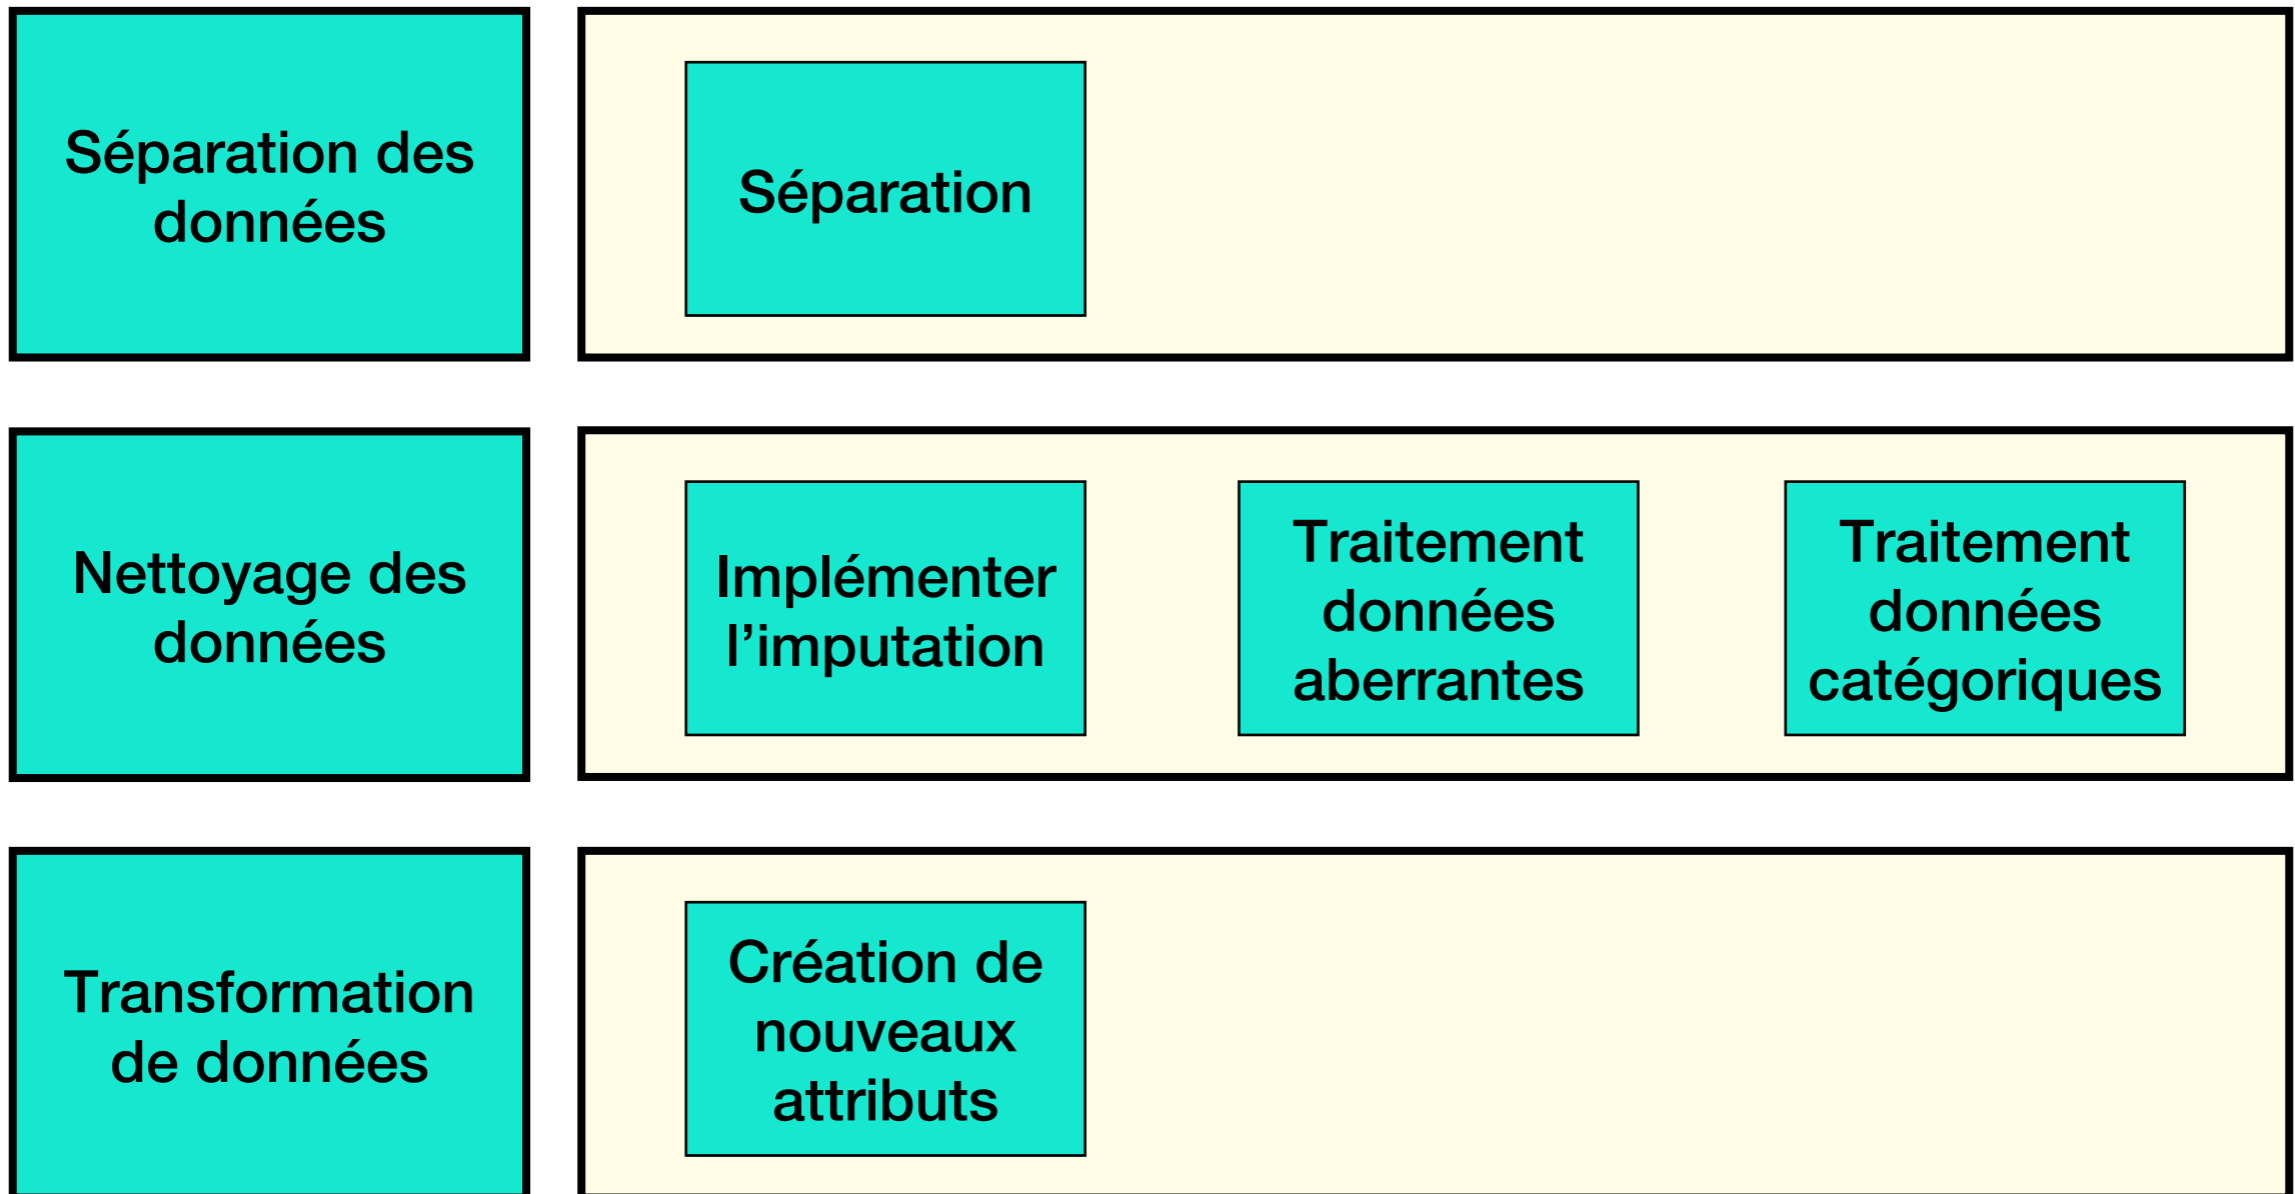 Séparation des
données
Séparation
Nettoyage des
données
Implémenter
l’imputation
Traitement
données
aberrantes
Traitement
données
catégoriques
Transformation
de données
Création de
nouveaux
attributs